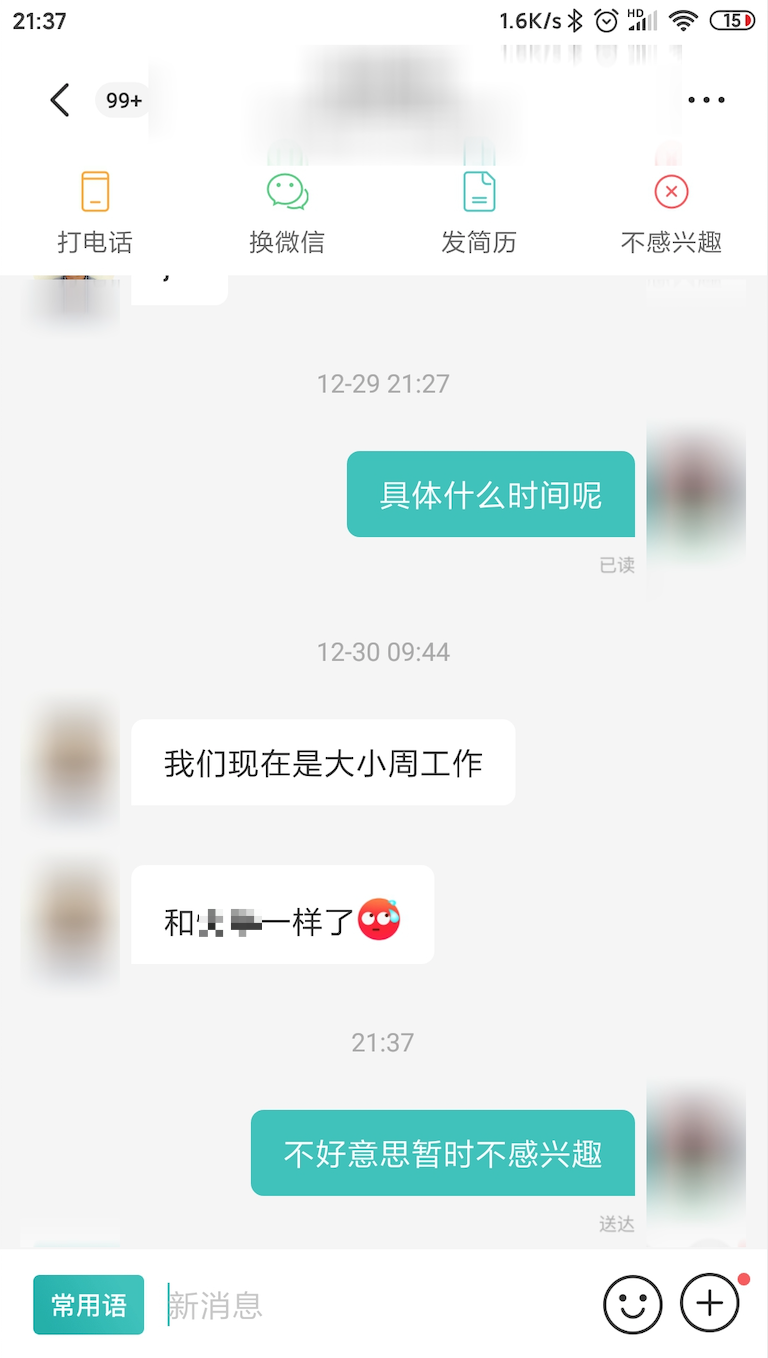 21:37
1.6K/s
HD
15
99+
打电话
换微信
发简历
不感兴趣
12-29 21:27
具体什么时间呢
已读
12-30 09:44
我们现在是大小周工作
和一样了
21:37
不好意思暂时不感兴趣
送达
常用语
新消息